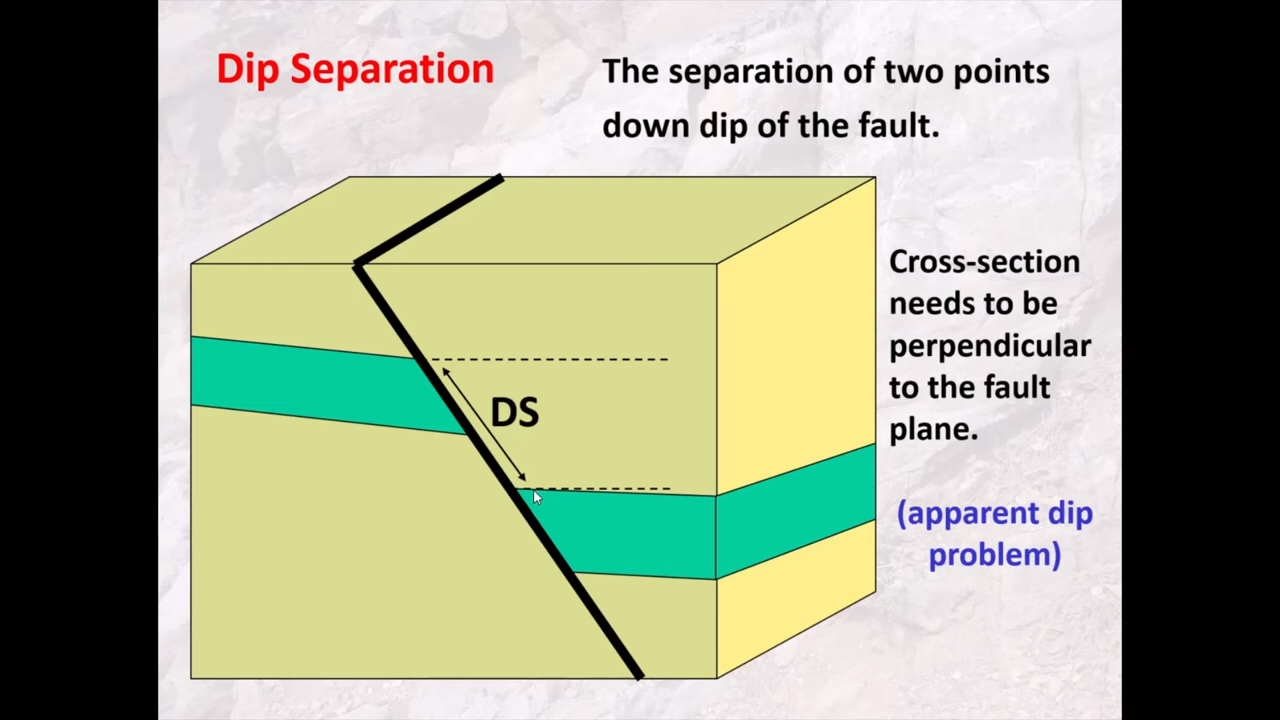 Dip Separation
The separation of two points
down dip of the fault.
DS
Cross-section
needs to be
perpendicular
to the fault
plane.
(apparent dip
problem)